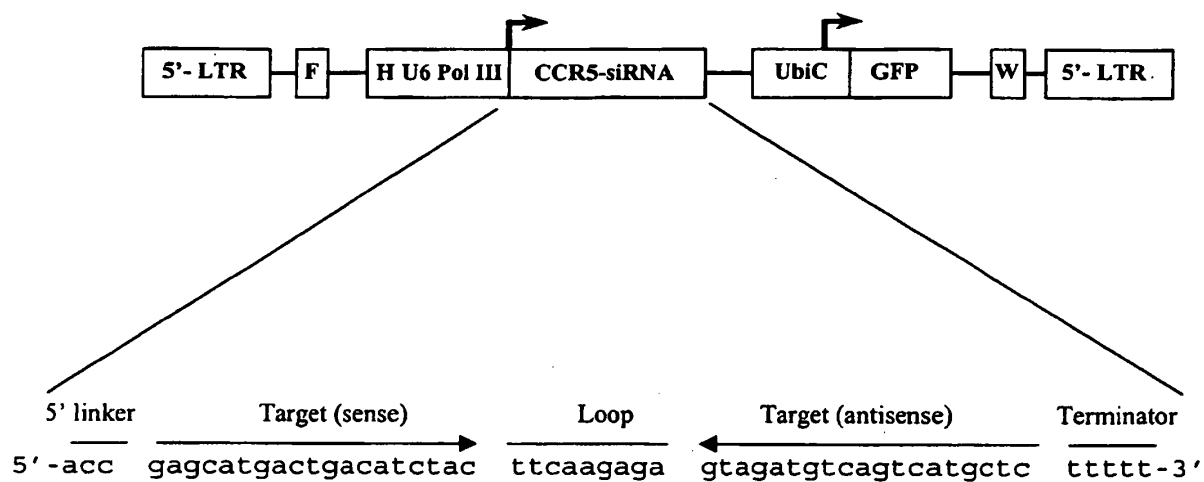 5'- LTR F H U6 Pol III CCR5-siRNA UbiC GFP W 5'- LTR
5' linker Target (sense) Loop Target (antisense) Terminator
5'-acc gagcatgactgacatctac ttcaagaga gtagatgtcagtcatgctc ttttt-3'